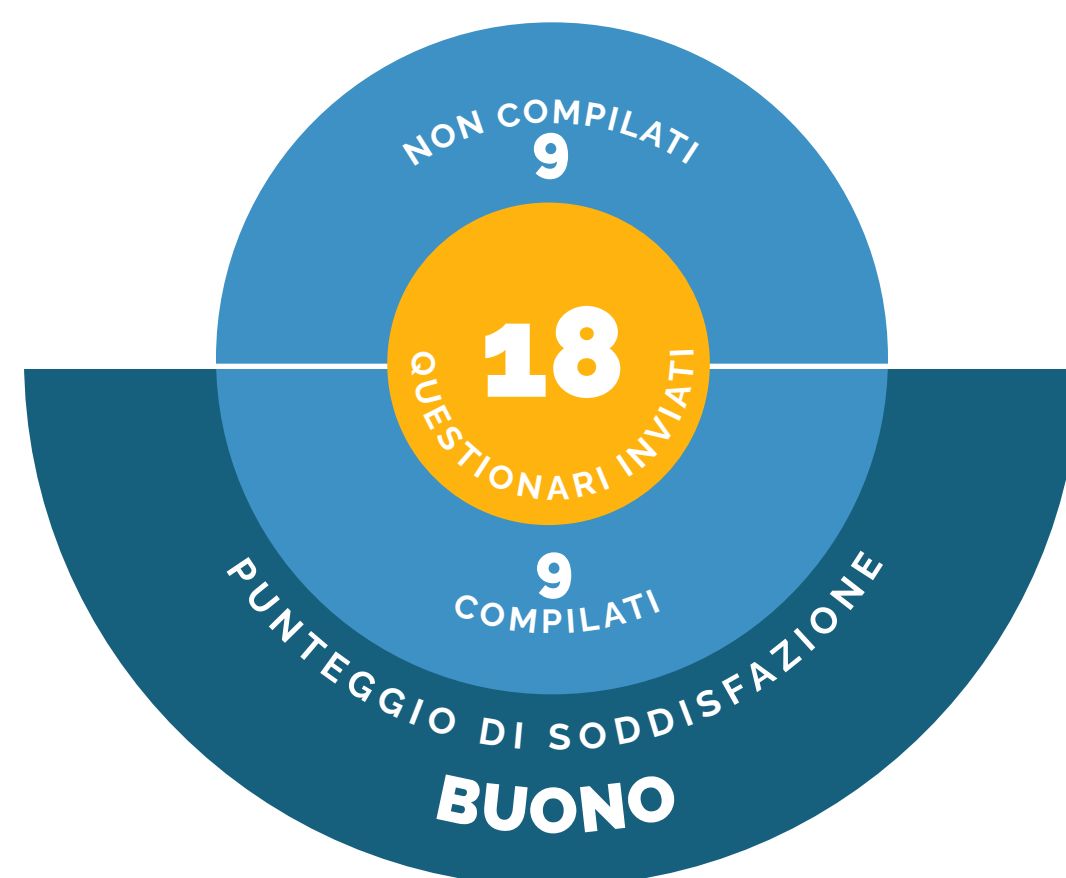 NON COMPILATI
9
18
QUESTIONARI INVIATI
9
COMPILATI
PUNTEGGIO DI SODDISFAZIONE
BUONO